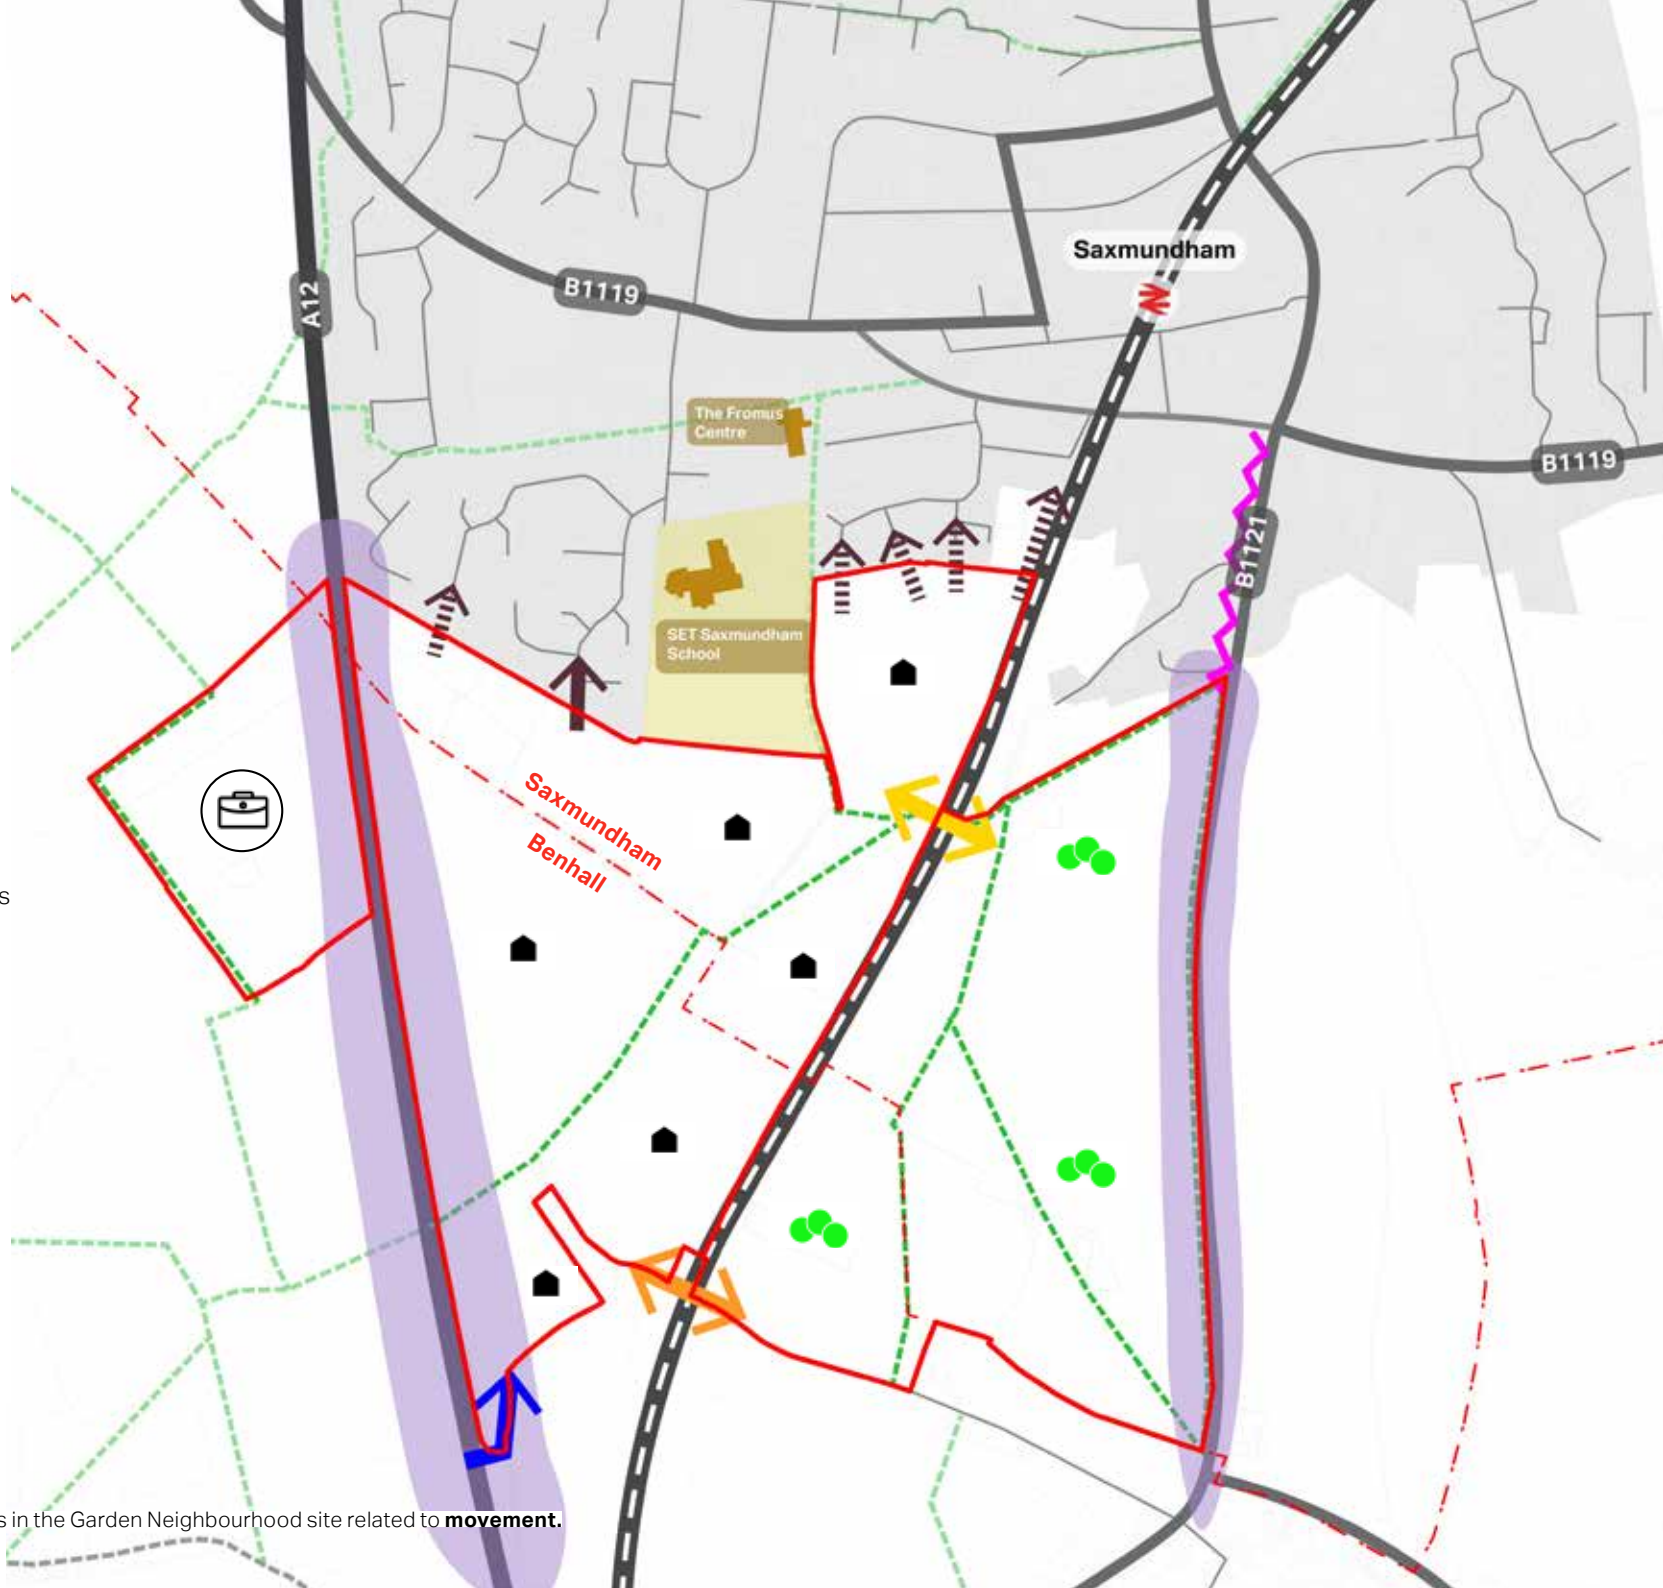 Saxmundham
A12
B1119
The Fromus
Centre
B1119
B1121
SET Saxmundham
School
Saxmundham
Benhall
s
s in the Garden Neighbourhood site related to movement.